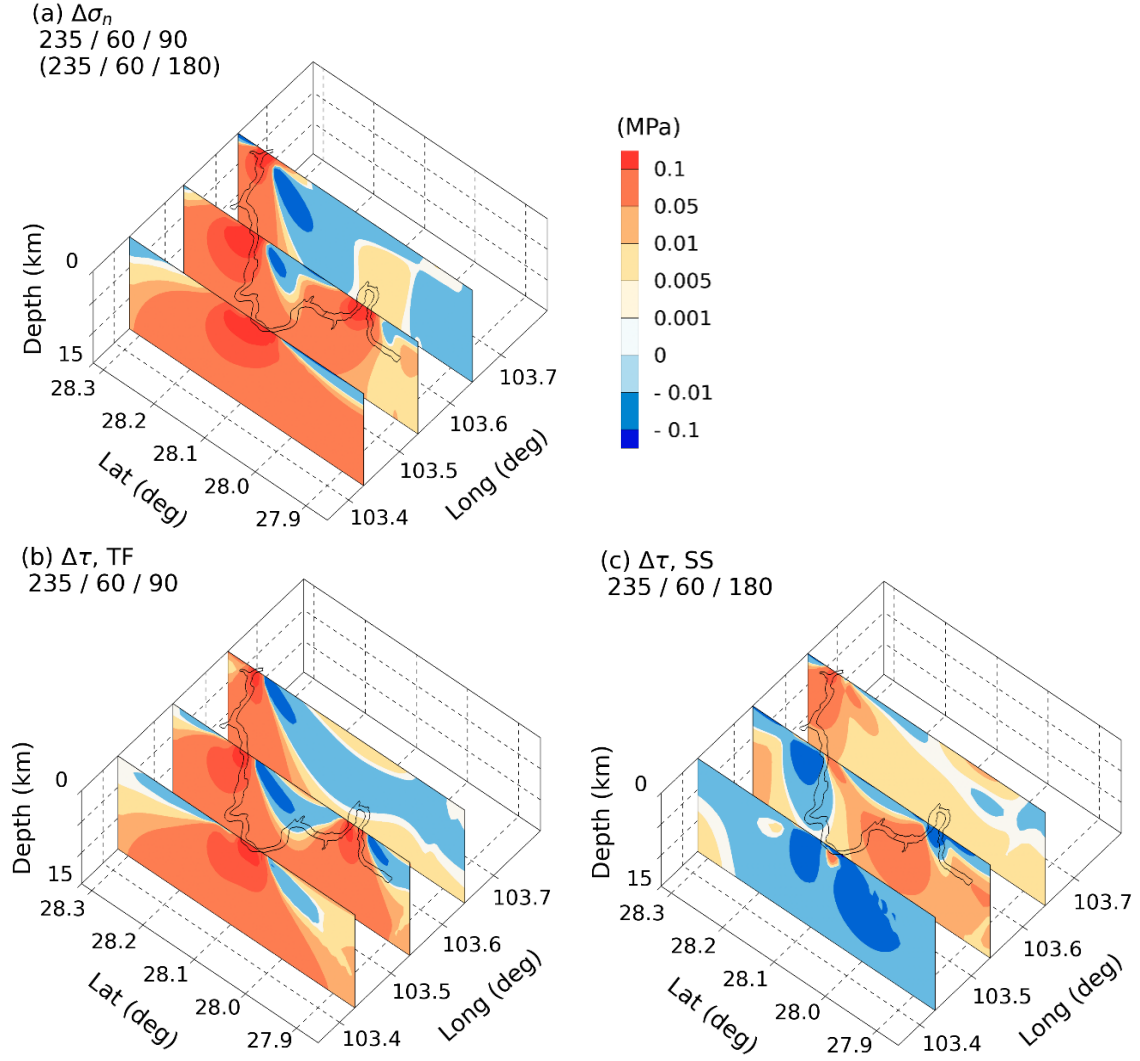 (a) Δσn
235 / 60 / 90
(235 / 60 / 180)
(MPa)
0.1
0.05
0.01
0.005
0.001
0
- 0.01
- 0.1
Depth (km)
0
15
28.3
28.2
28.1
28.0
27.9
Lat (deg)
103.4
103.5
103.6
103.7
Long (deg)
(b) Δτ, TF
235 / 60 / 90
Depth (km)
0
15
28.3
28.2
28.1
28.0
27.9
Lat (deg)
103.4
103.5
103.6
103.7
Long (deg)
(c) Δτ, SS
235 / 60 / 180
Depth (km)
0
15
28.3
28.2
28.1
28.0
27.9
Lat (deg)
103.4
103.5
103.6
103.7
Long (deg)